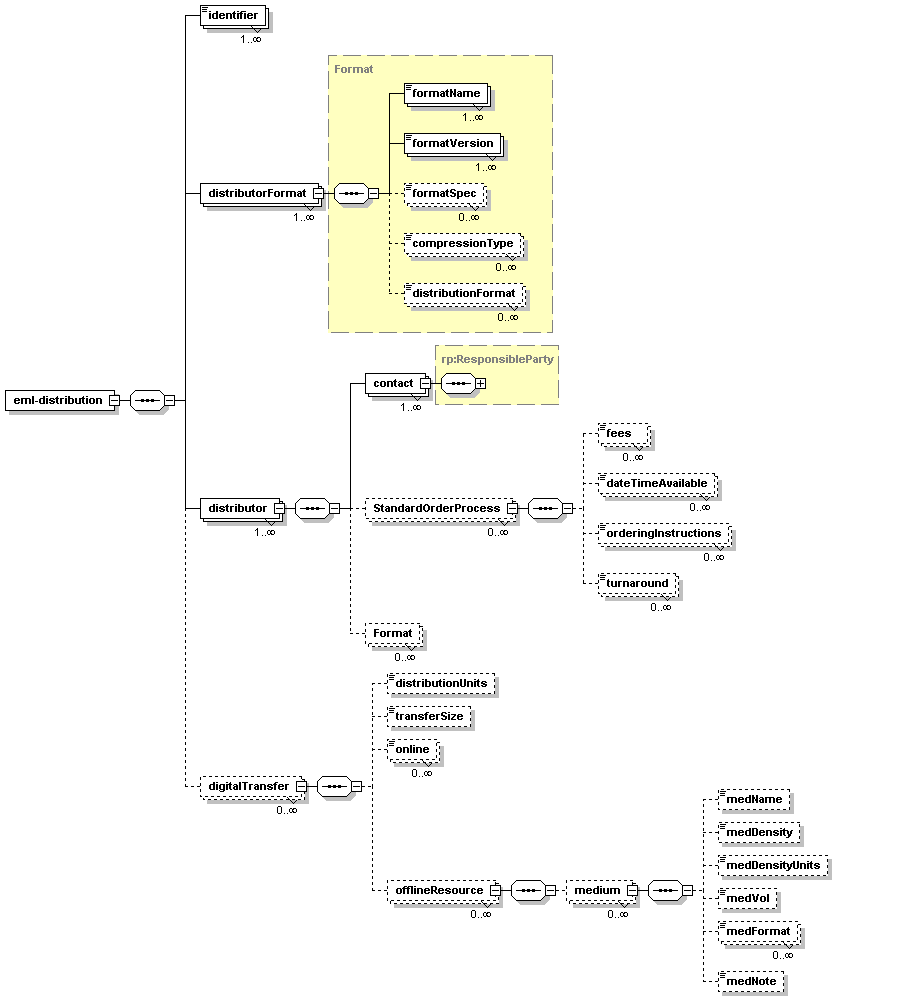 identifier
1..∞
Format
formatName
1..∞
formatVersion
1..∞
distributorFormat
1..∞
formatSpec
0..∞
compressionType
0..∞
distributionFormat
0..∞
rp:ResponsibleParty
contact
1..∞
eml-distribution
fees
0..∞
dateTimeAvailable
0..∞
distributor
1..∞
StandardOrderProcess
0..∞
orderingInstructions
0..∞
turnaround
0..∞
Format
0..∞
distributionUnits
transferSize
online
0..∞
digitalTransfer
0..∞
medName
medDensity
medDensityUnits
offlineResource
0..∞
medium
0..∞
medVol
medFormat
0..∞
medNote